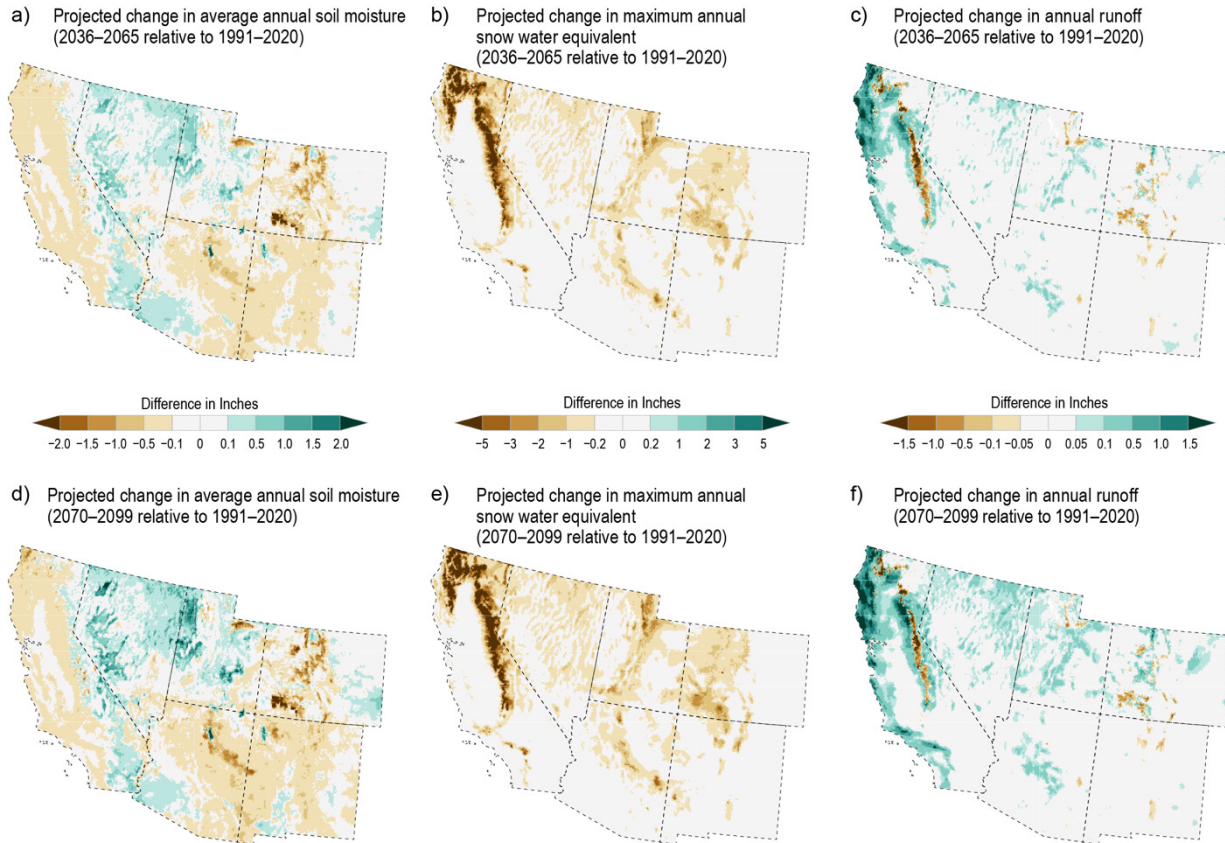 a) Projected change in average annual soil moisture
(2036–2065 relative to 1991–2020)
b) Projected change in maximum annual
snow water equivalent
(2036–2065 relative to 1991–2020)
c) Projected change in annual runoff
(2036–2065 relative to 1991–2020)
Difference in Inches
−2.0 −1.5 −1.0 −0.5 −0.1 0 0.1 0.5 1.0 1.5 2.0
Difference in Inches
−5 −3 −2 −1 −0.2 0 0.2 1 2 3 5
Difference in Inches
−1.5 −1.0 −0.5 −0.1 −0.05 0 0.05 0.1 0.5 1.0 1.5
d) Projected change in average annual soil moisture
(2070–2099 relative to 1991–2020)
e) Projected change in maximum annual
snow water equivalent
(2070–2099 relative to 1991–2020)
f) Projected change in annual runoff
(2070–2099 relative to 1991–2020)